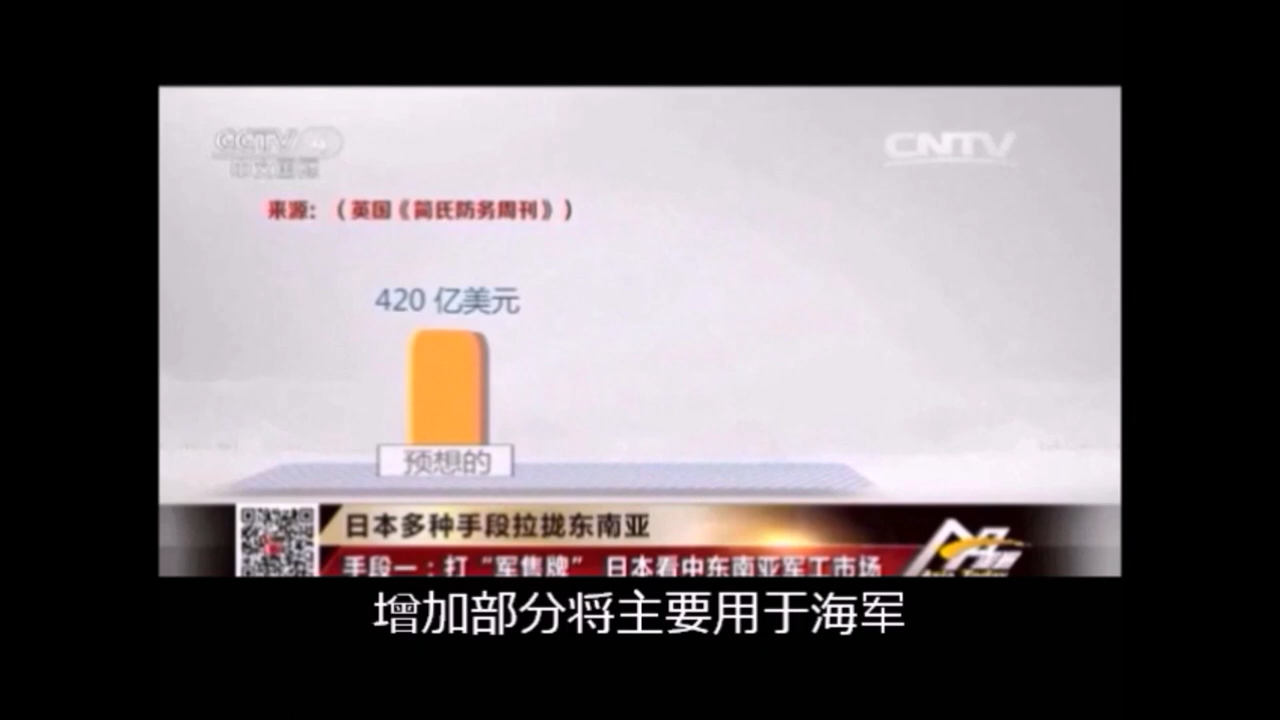 CCTV 4
中文国际
CNTV
来源：（英国《简氏防务周刊》）
420 亿美元
预想的
日本多种手段拉拢东南亚
手段一：打“军售牌” 日本看中东南亚军工市场
Asia Today
增加部分将主要用于海军